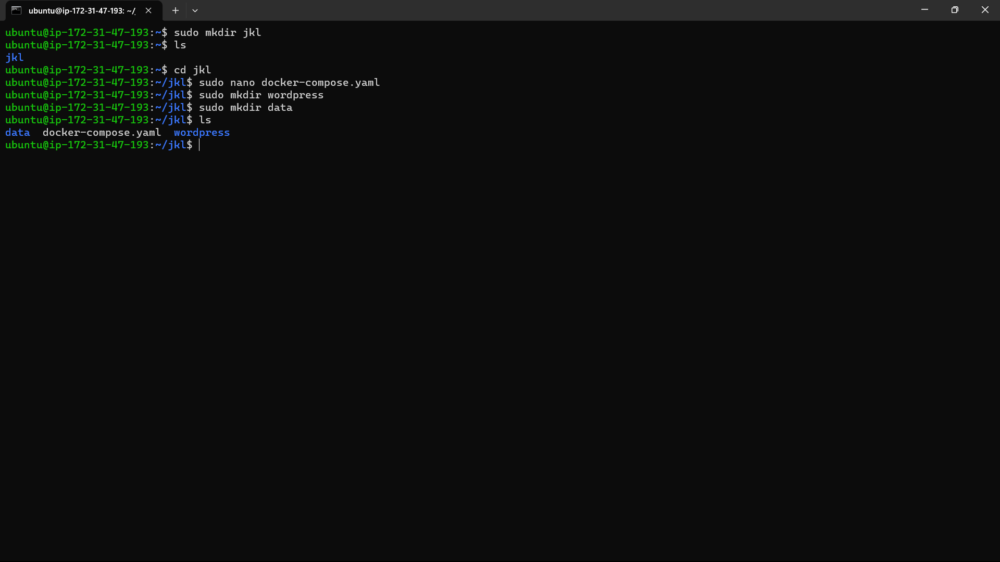 ubuntu@ip-172-31-47-193: ~/
ubuntu@ip-172-31-47-193:~$ sudo mkdir jkl
ubuntu@ip-172-31-47-193:~$ ls
jkl
ubuntu@ip-172-31-47-193:~$ cd jkl
ubuntu@ip-172-31-47-193:~/jkl$ sudo nano docker-compose.yaml
ubuntu@ip-172-31-47-193:~/jkl$ sudo mkdir wordpress
ubuntu@ip-172-31-47-193:~/jkl$ sudo mkdir data
ubuntu@ip-172-31-47-193:~/jkl$ ls
data  docker-compose.yaml  wordpress
ubuntu@ip-172-31-47-193:~/jkl$